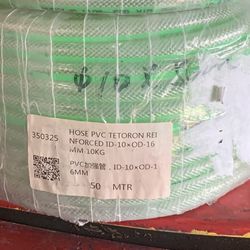 φ10×
350325
HOSE PVC TETORON REI
NFORCED ID-10×OD-16
MM-10KG
PVC加强管，ID-10×OD-1
6MM
50 MTR